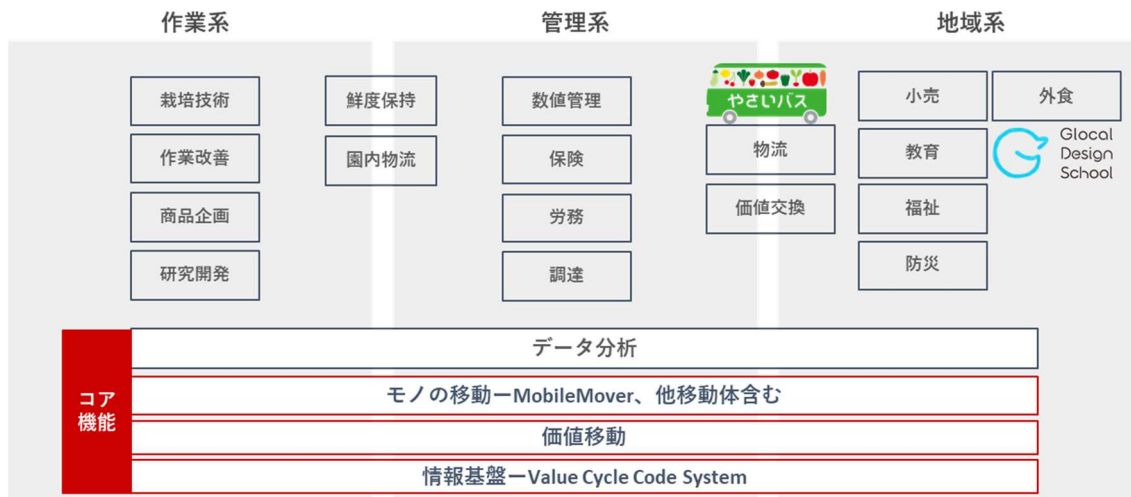 作業系
管理系
地域系
栽培技術
作業改善
商品企画
研究開発
鮮度保持
園内物流
数値管理
保険
労務
調達
やさいバス
物流
価値交換
小売
教育
福祉
防災
外食
Glocal
Design
School
コア
機能
データ分析
モノの移動ーMobileMover、他移動体含む
価値移動
情報基盤ーValue Cycle Code System